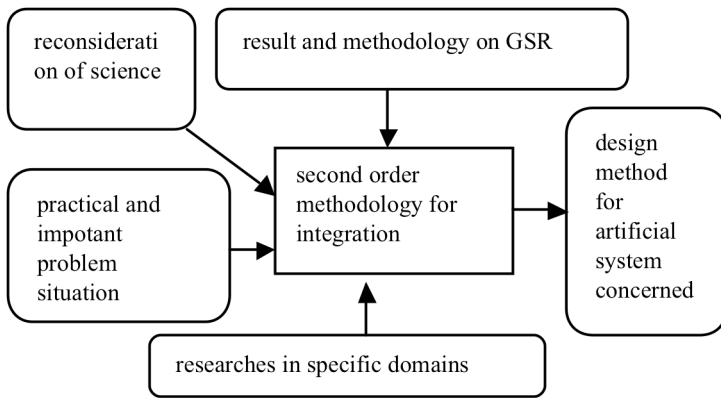 reconsiderati
on of science
result and methodology on GSR
practical and
impotant
problem
situation
second order
methodology for
integration
design
method
for
artificial
system
concerned
researches in specific domains